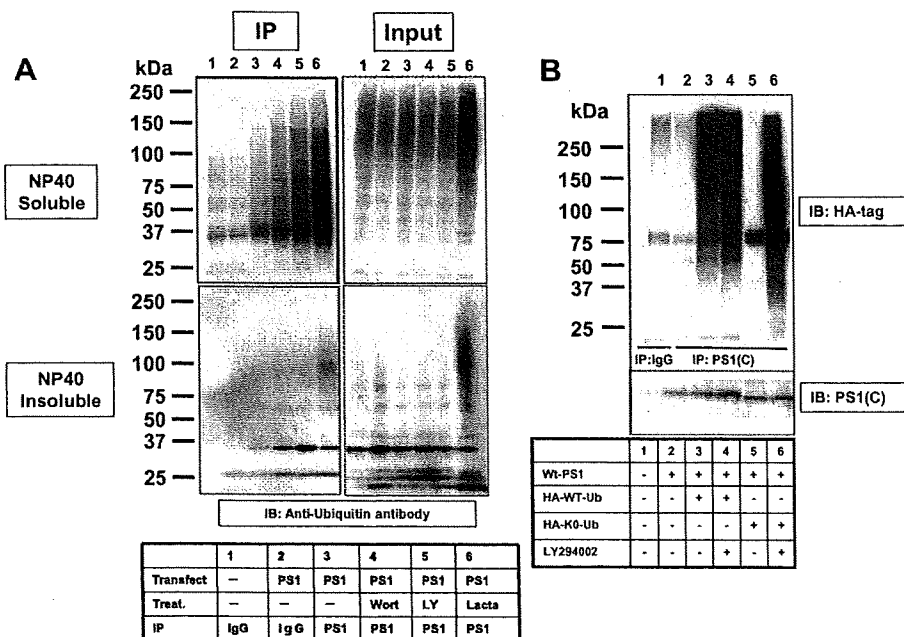 IP
Input
A
kDa
1 2 3 4 5 6
1 2 3 4 5 6
250
150
100
75
50
37
25
NP40
Soluble
250
150
100
75
50
37
25
NP40
Insoluble
IB: Anti-Ubiquitin antibody
1 2 3 4 5 6
Transfect – PS1 PS1 PS1 PS1 PS1
Treat. – – – Wort LY Lacta
IP IgG IgG PS1 PS1 PS1 PS1
B
kDa
1 2 3 4 5 6
250
150
100
75
50
37
25
IB: HA-tag
IP:IgG IP: PS1(C)
IB: PS1(C)
1 2 3 4 5 6
Wt-PS1 - + + + + +
HA-WT-Ub - - + + - -
HA-K0-Ub - - - - + +
LY294002 - - - + - +